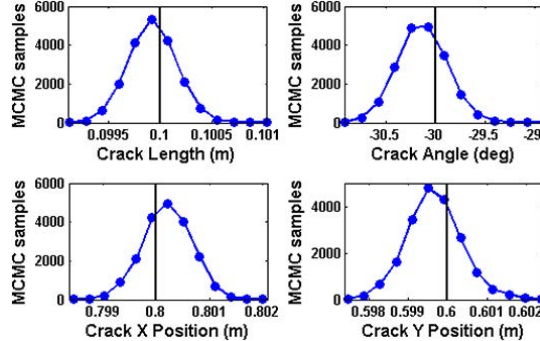 MCMC samples
6000
4000
2000
0
0.0995 0.1 0.1005 0.101
Crack Length (m)
MCMC samples
6000
4000
2000
0
-30.5 -30 -29.5 -29
Crack Angle (deg)
MCMC samples
6000
4000
2000
0
0.799 0.8 0.801 0.802
Crack X Position (m)
MCMC samples
4000
2000
0
0.598 0.599 0.6 0.601 0.602
Crack Y Position (m)